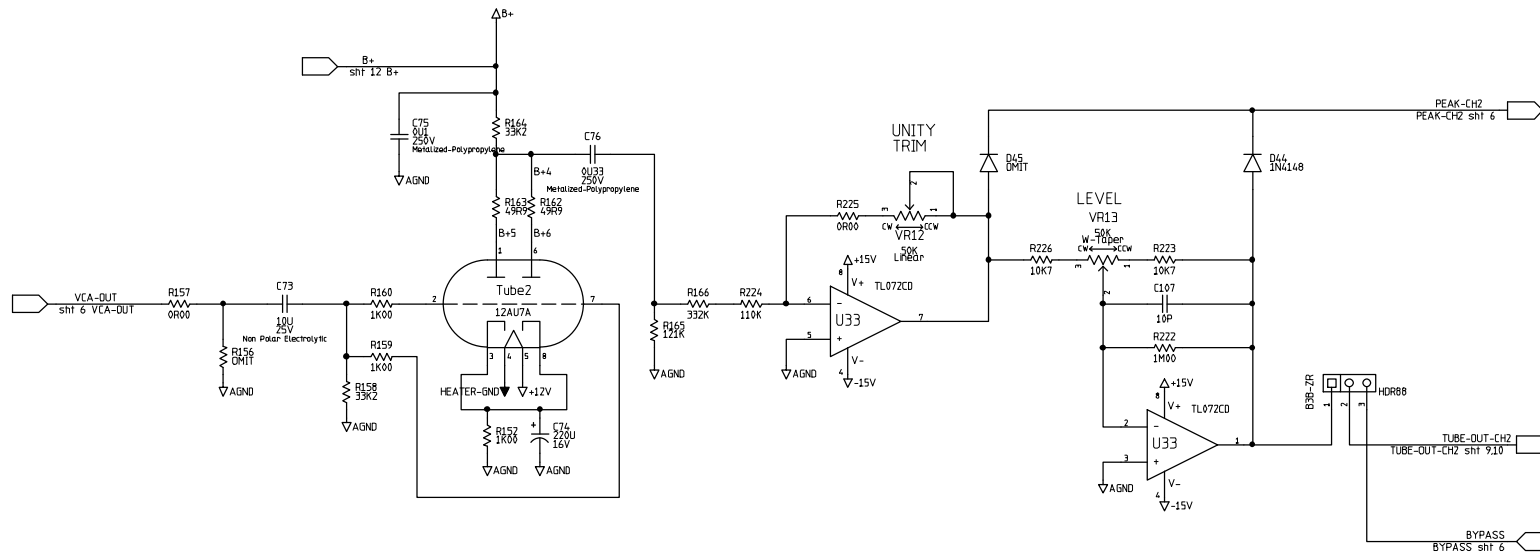 B+
B+
sht 12 B+
C75
0U1
250V
Metalized-Polypropylene
AGND
R164
33K2
C76
0U33
250V
Metalized-Polypropylene
B+4
R163
49R9
R162
49R9
B+5
B+6
1
6
Tube2
12AU7A
2
7
3
4
5
8
HEATER-GND
+12V
R152
1K00
C74
+
220U
16V
AGND
AGND
VCA-OUT
sht 6 VCA-OUT
R157
0R00
R156
OMIT
AGND
C73
10U
25V
Non Polar Electrolytic
R160
1K00
R159
1K00
R158
33K2
AGND
R165
121K
AGND
R166
332K
R224
110K
UNITY
TRIM
R225
0R00
3
2
1
CW
CCW
VR12
50K
Linear
+15V
8
V+
TL072CD
6
-
U33
7
5
+
V-
4
-15V
AGND
D45
OMIT
D44
1N4148
PEAK-CH2
PEAK-CH2 sht 6
LEVEL
VR13
50K
W-Taper
CW
CCW
3
1
2
R226
10K7
R223
10K7
C107
10P
R222
1M00
+15V
8
V+
TL072CD
2
-
U33
1
3
+
V-
4
-15V
AGND
B3B-ZR
HDR88
1
2
3
TUBE-OUT-CH2
TUBE-OUT-CH2 sht 9,10
BYPASS
BYPASS sht 6